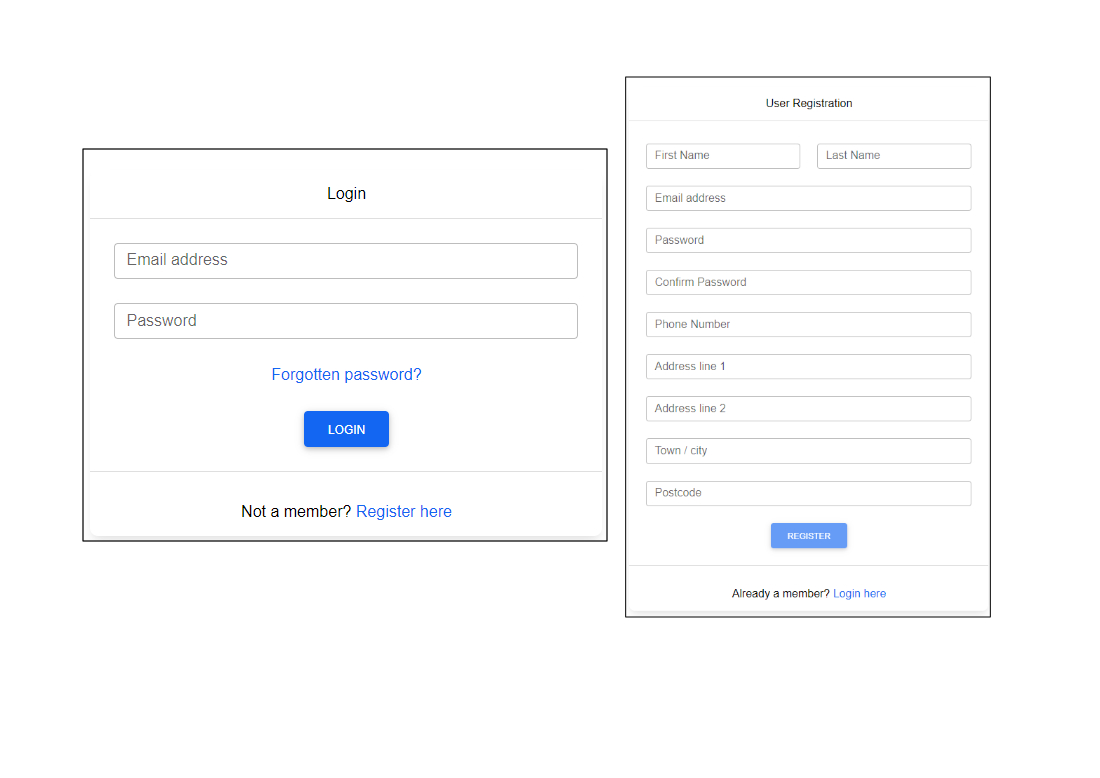 Login
Email address
Password
Forgotten password?
LOGIN
Not a member? Register here
User Registration
First Name
Last Name
Email address
Password
Confirm Password
Phone Number
Address line 1
Address line 2
Town / city
Postcode
REGISTER
Already a member? Login here